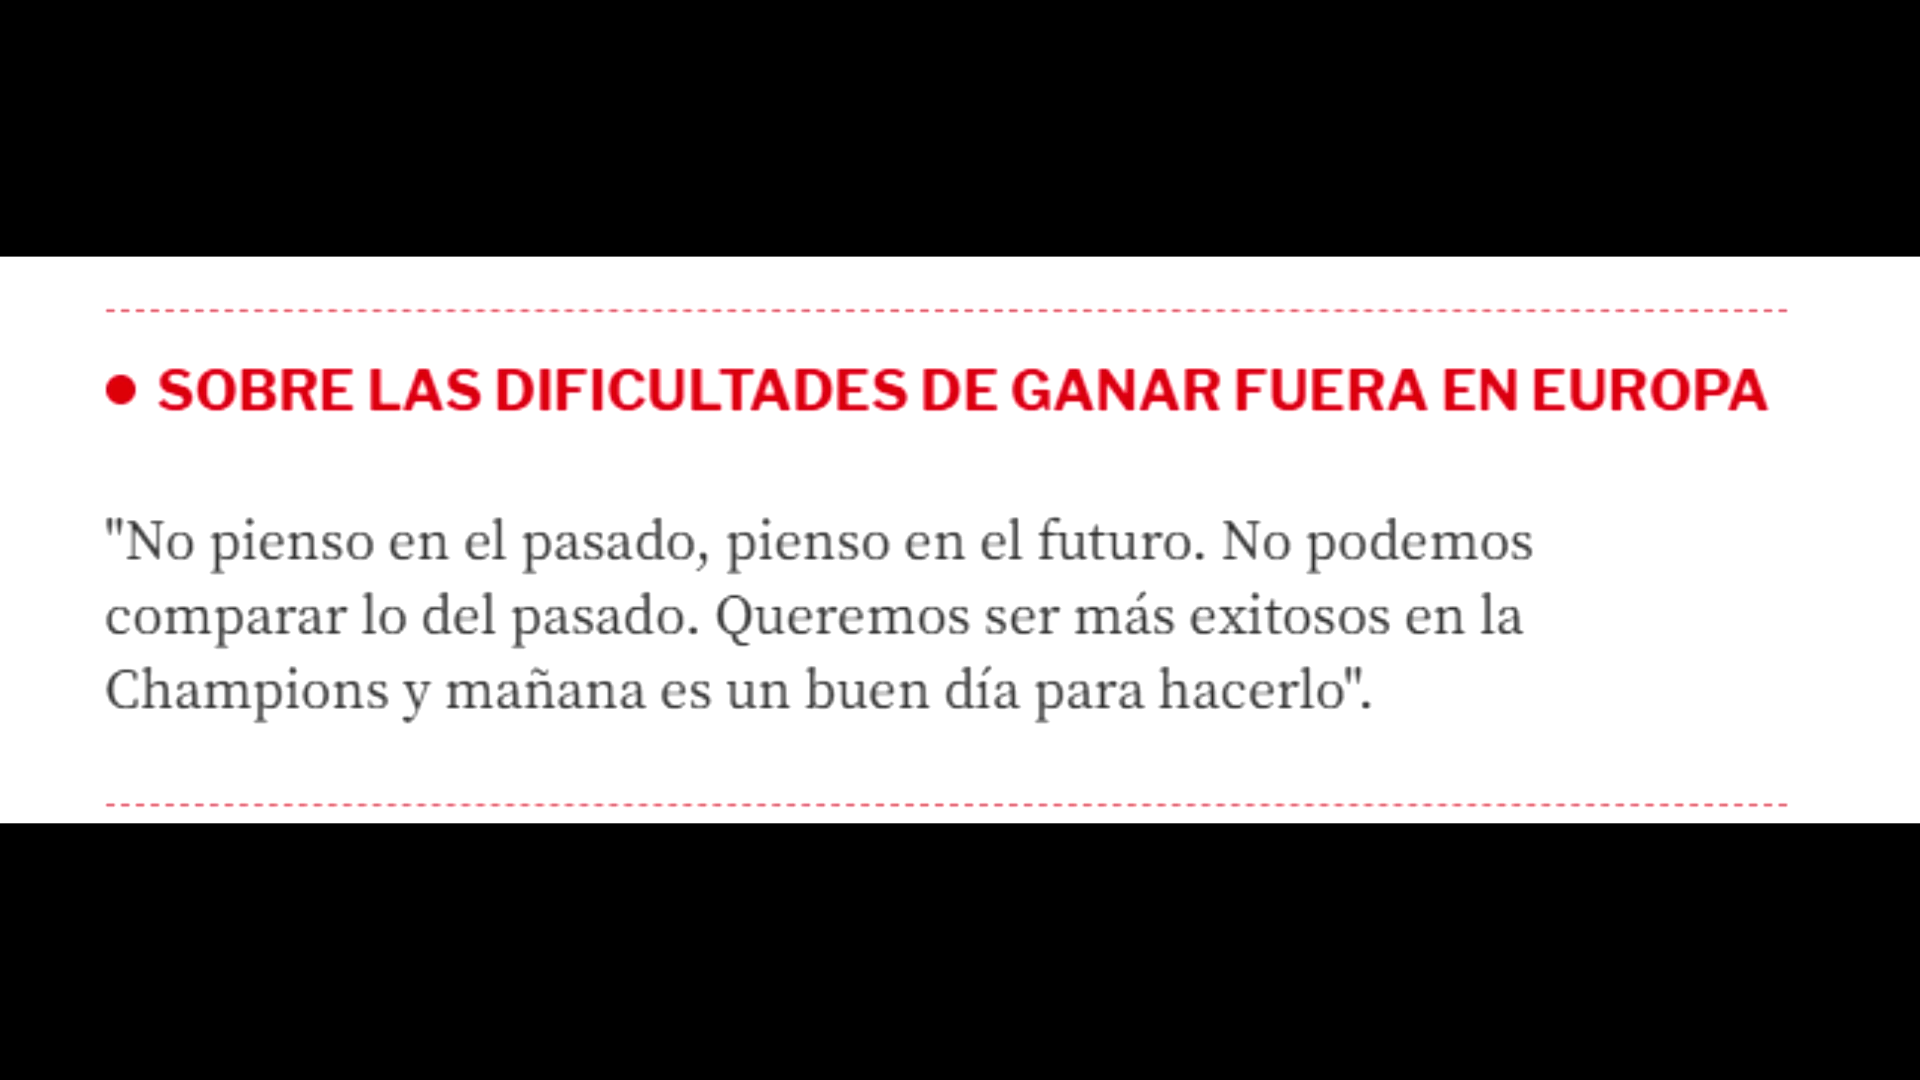 ● SOBRE LAS DIFICULTADES DE GANAR FUERA EN EUROPA
"No pienso en el pasado, pienso en el futuro. No podemos
comparar lo del pasado. Queremos ser más exitosos en la
Champions y mañana es un buen día para hacerlo".